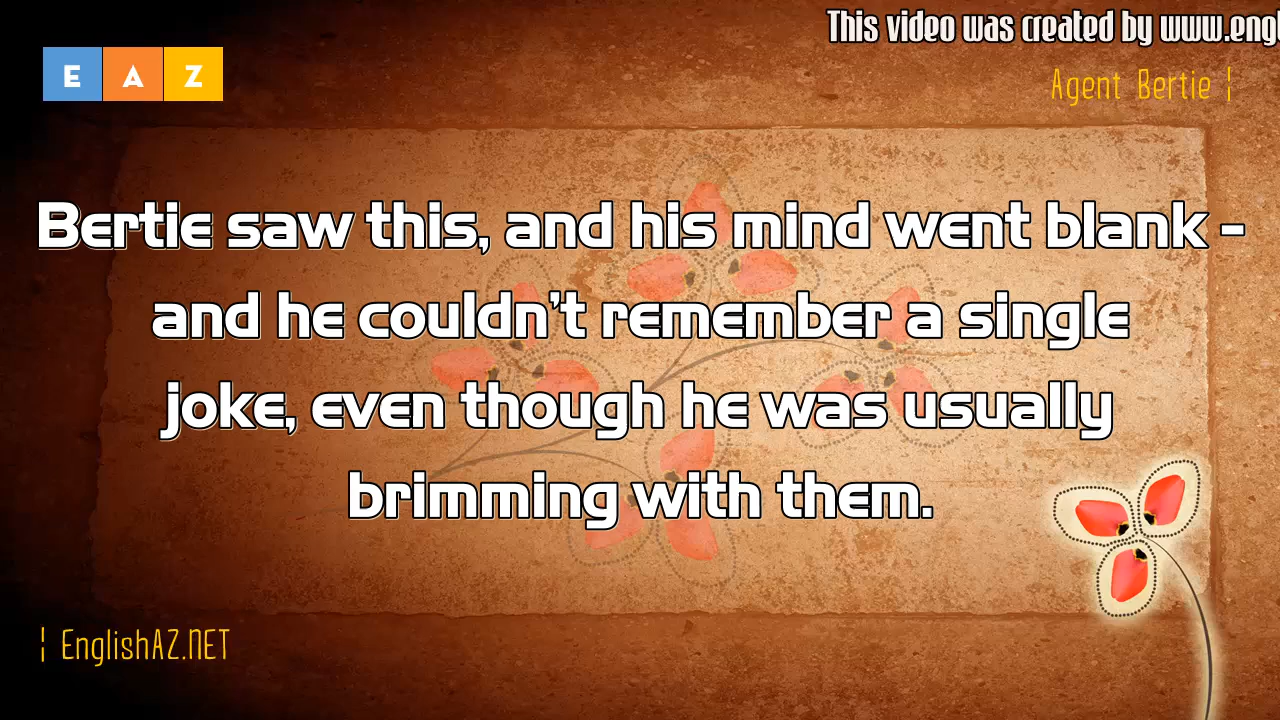 This video was created by www.engl
E A Z
Agent Bertie ¦
Bertie saw this, and his mind went blank -
and he couldn't remember a single
joke, even though he was usually
brimming with them.
¦ EnglishAZ.NET